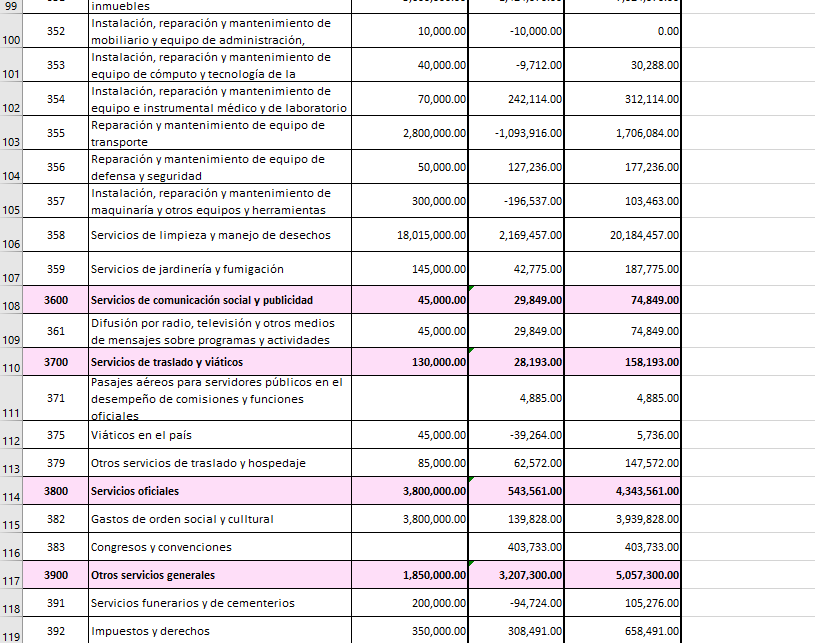 99 inmuebles
100 352 Instalación, reparación y mantenimiento de
mobiliario y equipo de administración, 10,000.00 -10,000.00 0.00
101 353 Instalación, reparación y mantenimiento de
equipo de cómputo y tecnología de la 40,000.00 -9,712.00 30,288.00
102 354 Instalación, reparación y mantenimiento de
equipo e instrumental médico y de laboratorio 70,000.00 242,114.00 312,114.00
103 355 Reparación y mantenimiento de equipo de
transporte 2,800,000.00 -1,093,916.00 1,706,084.00
104 356 Reparación y mantenimiento de equipo de
defensa y seguridad 50,000.00 127,236.00 177,236.00
105 357 Instalación, reparación y mantenimiento de
maquinaría y otros equipos y herramientas 300,000.00 -196,537.00 103,463.00
106 358 Servicios de limpieza y manejo de desechos 18,015,000.00 2,169,457.00 20,184,457.00
107 359 Servicios de jardinería y fumigación 145,000.00 42,775.00 187,775.00
108 3600 Servicios de comunicación social y publicidad 45,000.00 29,849.00 74,849.00
109 361 Difusión por radio, televisión y otros medios
de mensajes sobre programas y actividades 45,000.00 29,849.00 74,849.00
110 3700 Servicios de traslado y viáticos 130,000.00 28,193.00 158,193.00
111 371 Pasajes aéreos para servidores públicos en el
desempeño de comisiones y funciones
oficiales 4,885.00 4,885.00
112 375 Viáticos en el país 45,000.00 -39,264.00 5,736.00
113 379 Otros servicios de traslado y hospedaje 85,000.00 62,572.00 147,572.00
114 3800 Servicios oficiales 3,800,000.00 543,561.00 4,343,561.00
115 382 Gastos de orden social y culltural 3,800,000.00 139,828.00 3,939,828.00
116 383 Congresos y convenciones 403,733.00 403,733.00
117 3900 Otros servicios generales 1,850,000.00 3,207,300.00 5,057,300.00
118 391 Servicios funerarios y de cementerios 200,000.00 -94,724.00 105,276.00
119 392 Impuestos y derechos 350,000.00 308,491.00 658,491.00